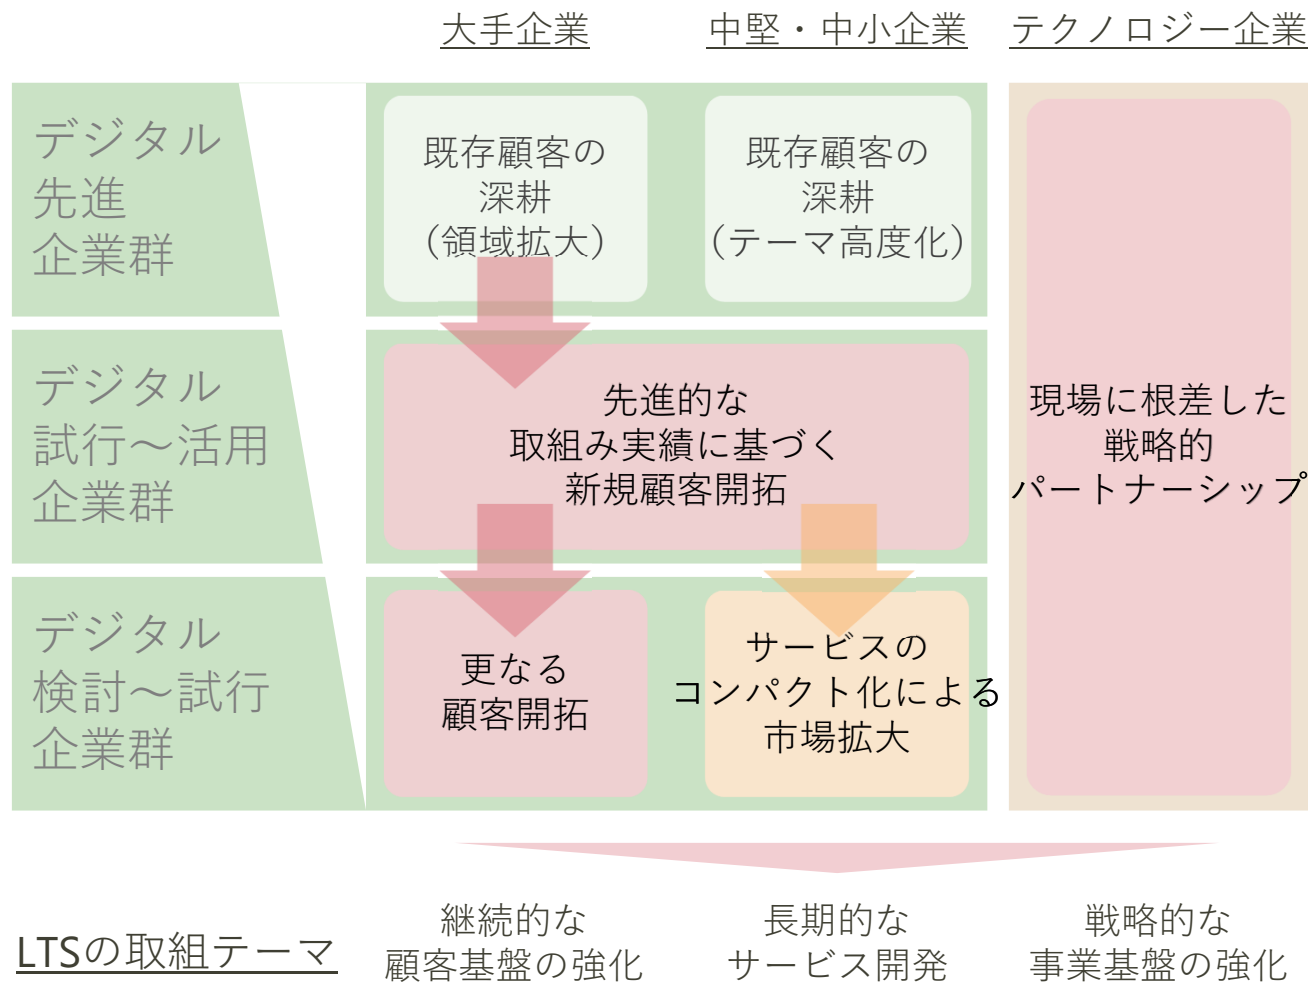 大手企業
中堅・中小企業
テクノロジー企業
デジタル
先進
企業群
既存顧客の
深耕
(領域拡大)
既存顧客の
深耕
(テーマ高度化)
デジタル
試行～活用
企業群
先進的な
取組み実績に基づく
新規顧客開拓
現場に根差した
戦略的
パートナーシップ
デジタル
検討～試行
企業群
更なる
顧客開拓
サービスの
コンパクト化による
市場拡大
LTSの取組テーマ
継続的な
顧客基盤の強化
長期的な
サービス開発
戦略的な
事業基盤の強化